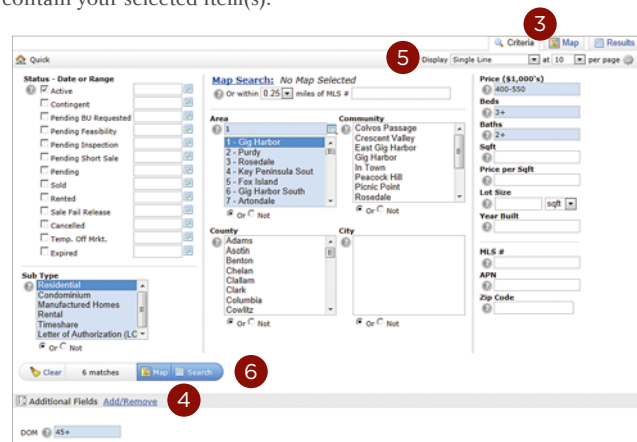 contain your selected item(s).
3
Criteria Map Results
Quick
5 Display Single Line at 10 per page
Status - Date or Range
Active
Contingent
Pending BU Requested
Pending Feasibility
Pending Inspection
Pending Short Sale
Pending
Sold
Rented
Sale Fail Release
Cancelled
Temp. Off Mrkt.
Expired
Sub Type
Residential
Condominium
Manufactured Homes
Rental
Timeshare
Letter of Authorization (LC
Or Not
Map Search: No Map Selected
Or within 0.25 miles of MLS #
Area
1
1 - Gig Harbor
2 - Purdy
3 - Rosedale
4 - Key Peninsula Sout
5 - Fox Island
6 - Gig Harbor South
7 - Artondale
Or Not
Community
Colvos Passage
Crescent Valley
East Gig Harbor
Gig Harbor
In Town
Peacock Hill
Picnic Point
Rosedale
Or Not
County
Adams
Asotin
Benton
Chelan
Clallam
Clark
Columbia
Cowlitz
Or Not
City
Or Not
Price ($1,000's)
400-550
Beds
3+
Baths
2+
Sqft
Price per Sqft
Lot Size
sqft
Year Built
MLS #
APN
Zip Code
Clear 6 matches Map Search 6
Additional Fields Add/Remove 4
DOM 45+